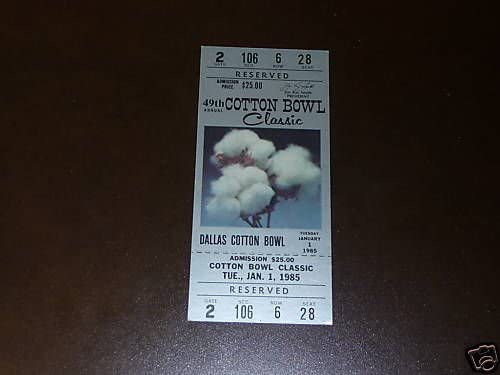 2 106 6 28
GATE SEC ROW SEAT
RESERVED
ADMISSION
PRICE $25.00
PRESIDENT
49th COTTON BOWL
ANNUAL Classic
DALLAS COTTON BOWL
TUESDAY
JANUARY
1
1985
ADMISSION $25.00
COTTON BOWL CLASSIC
TUE., JAN. 1, 1985
RESERVED
GATE SEC ROW SEAT
2 106 6 28